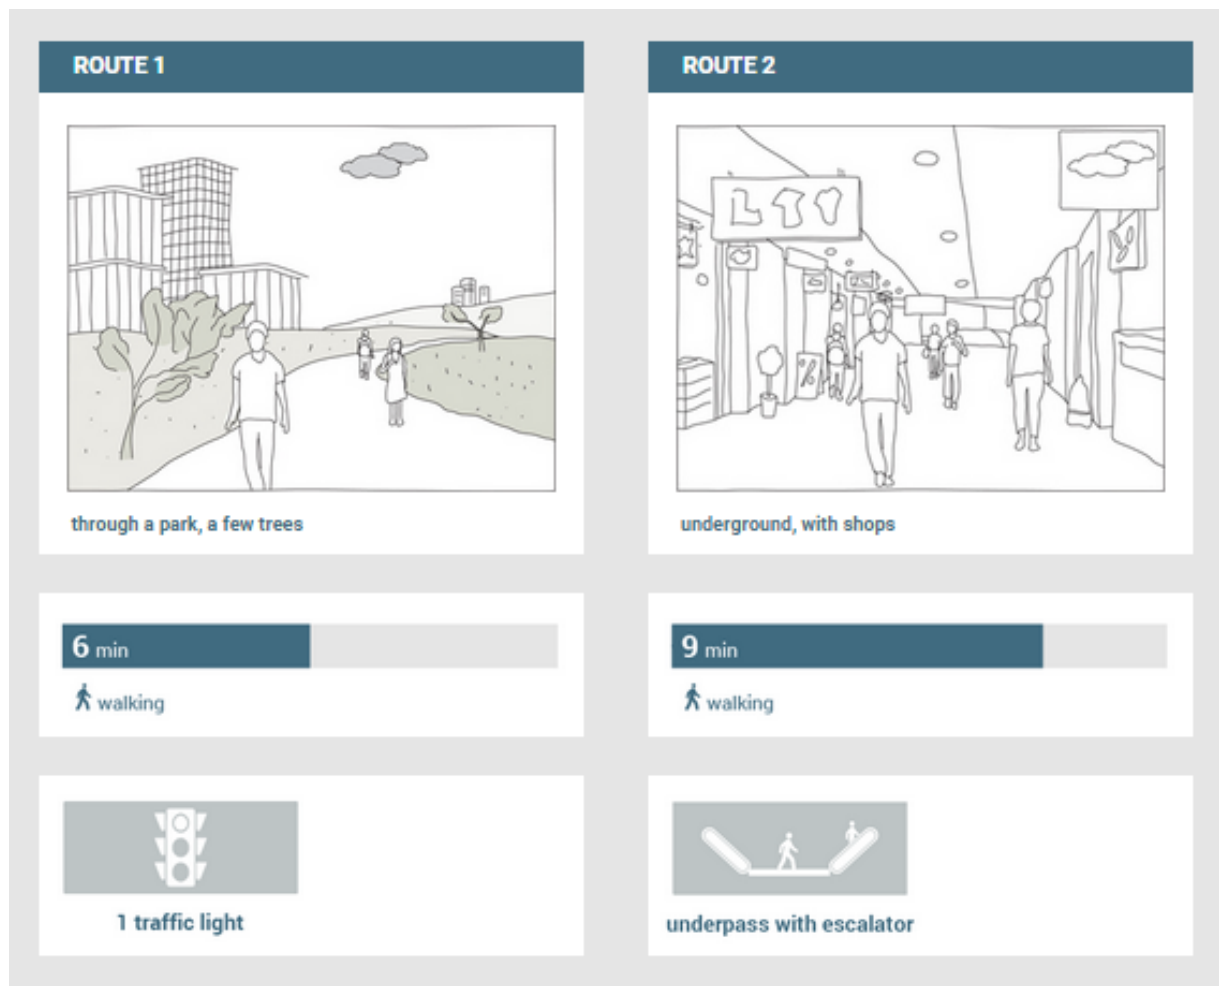 ROUTE 1
through a park, a few trees
6 min
walking
1 traffic light
ROUTE 2
%
underground, with shops
9 min
walking
underpass with escalator